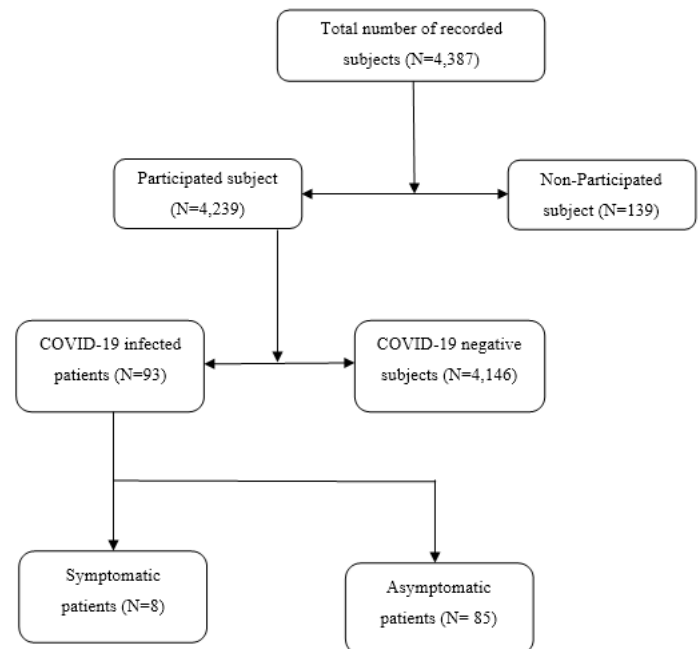 Total number of recorded
subjects (N=4,387)
Participated subject
(N=4,239)
Non-Participated
subject (N=139)
COVID-19 infected
patients (N=93)
COVID-19 negative
subjects (N=4,146)
Symptomatic
patients (N=8)
Asymptomatic
patients (N= 85)